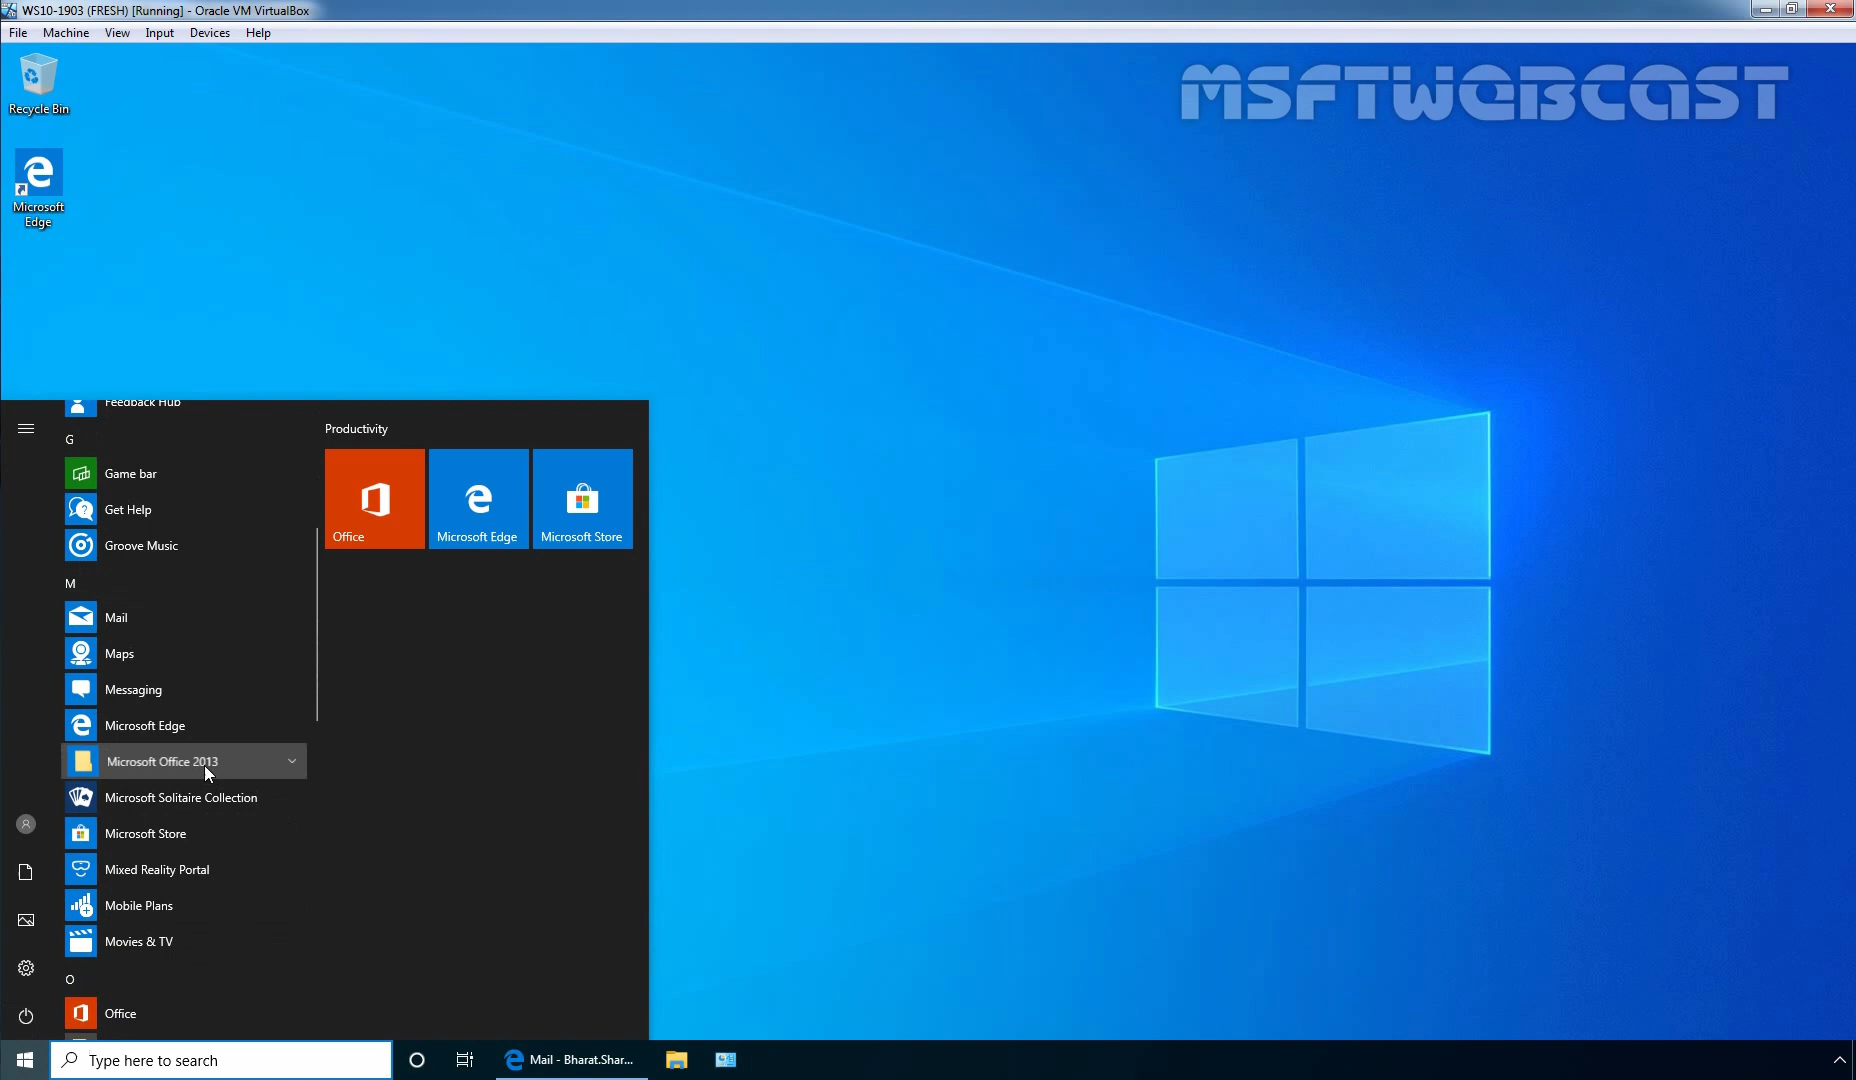 WS10-1903 (FRESH) [Running] - Oracle VM VirtualBox
File Machine View Input Devices Help
MSFTWEBCAST
Recycle Bin
Microsoft
Edge
Feedback Hub
G
Game bar
Get Help
Groove Music
M
Mail
Maps
Messaging
Microsoft Edge
Microsoft Office 2013
Microsoft Solitaire Collection
Microsoft Store
Mixed Reality Portal
Mobile Plans
Movies & TV
O
Office
Productivity
Office
Microsoft Edge
Microsoft Store
Type here to search
Mail - Bharat.Shar...